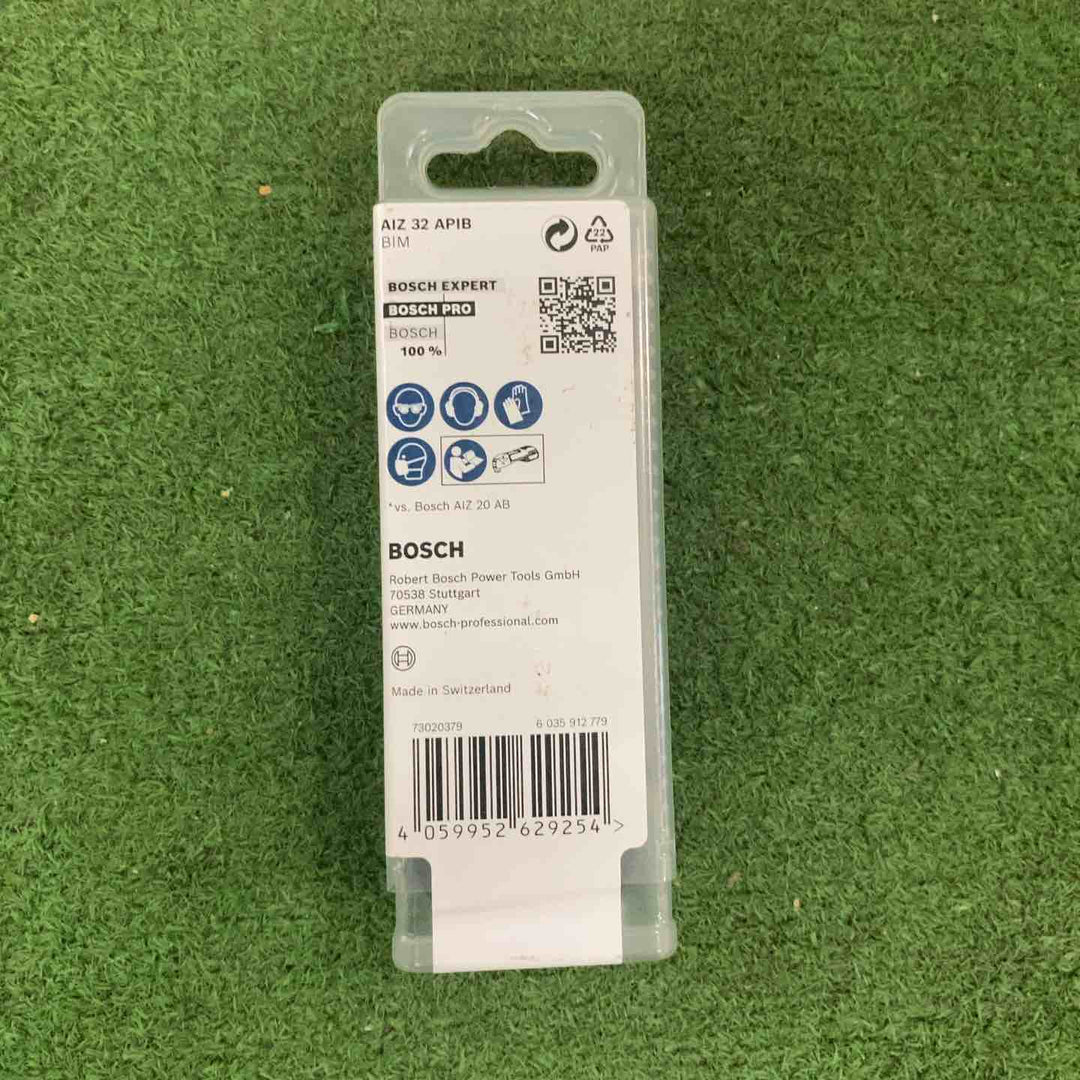 AIZ 32 APIB
BIM
22
PAP
BOSCH EXPERT
BOSCH PRO
BOSCH
100 %
*vs. Bosch AIZ 20 AB
BOSCH
Robert Bosch Power Tools GmbH
70538 Stuttgart
GERMANY
www.bosch-professional.com
Made in Switzerland
73020379 6 035 912 779
4 059952 629254 >